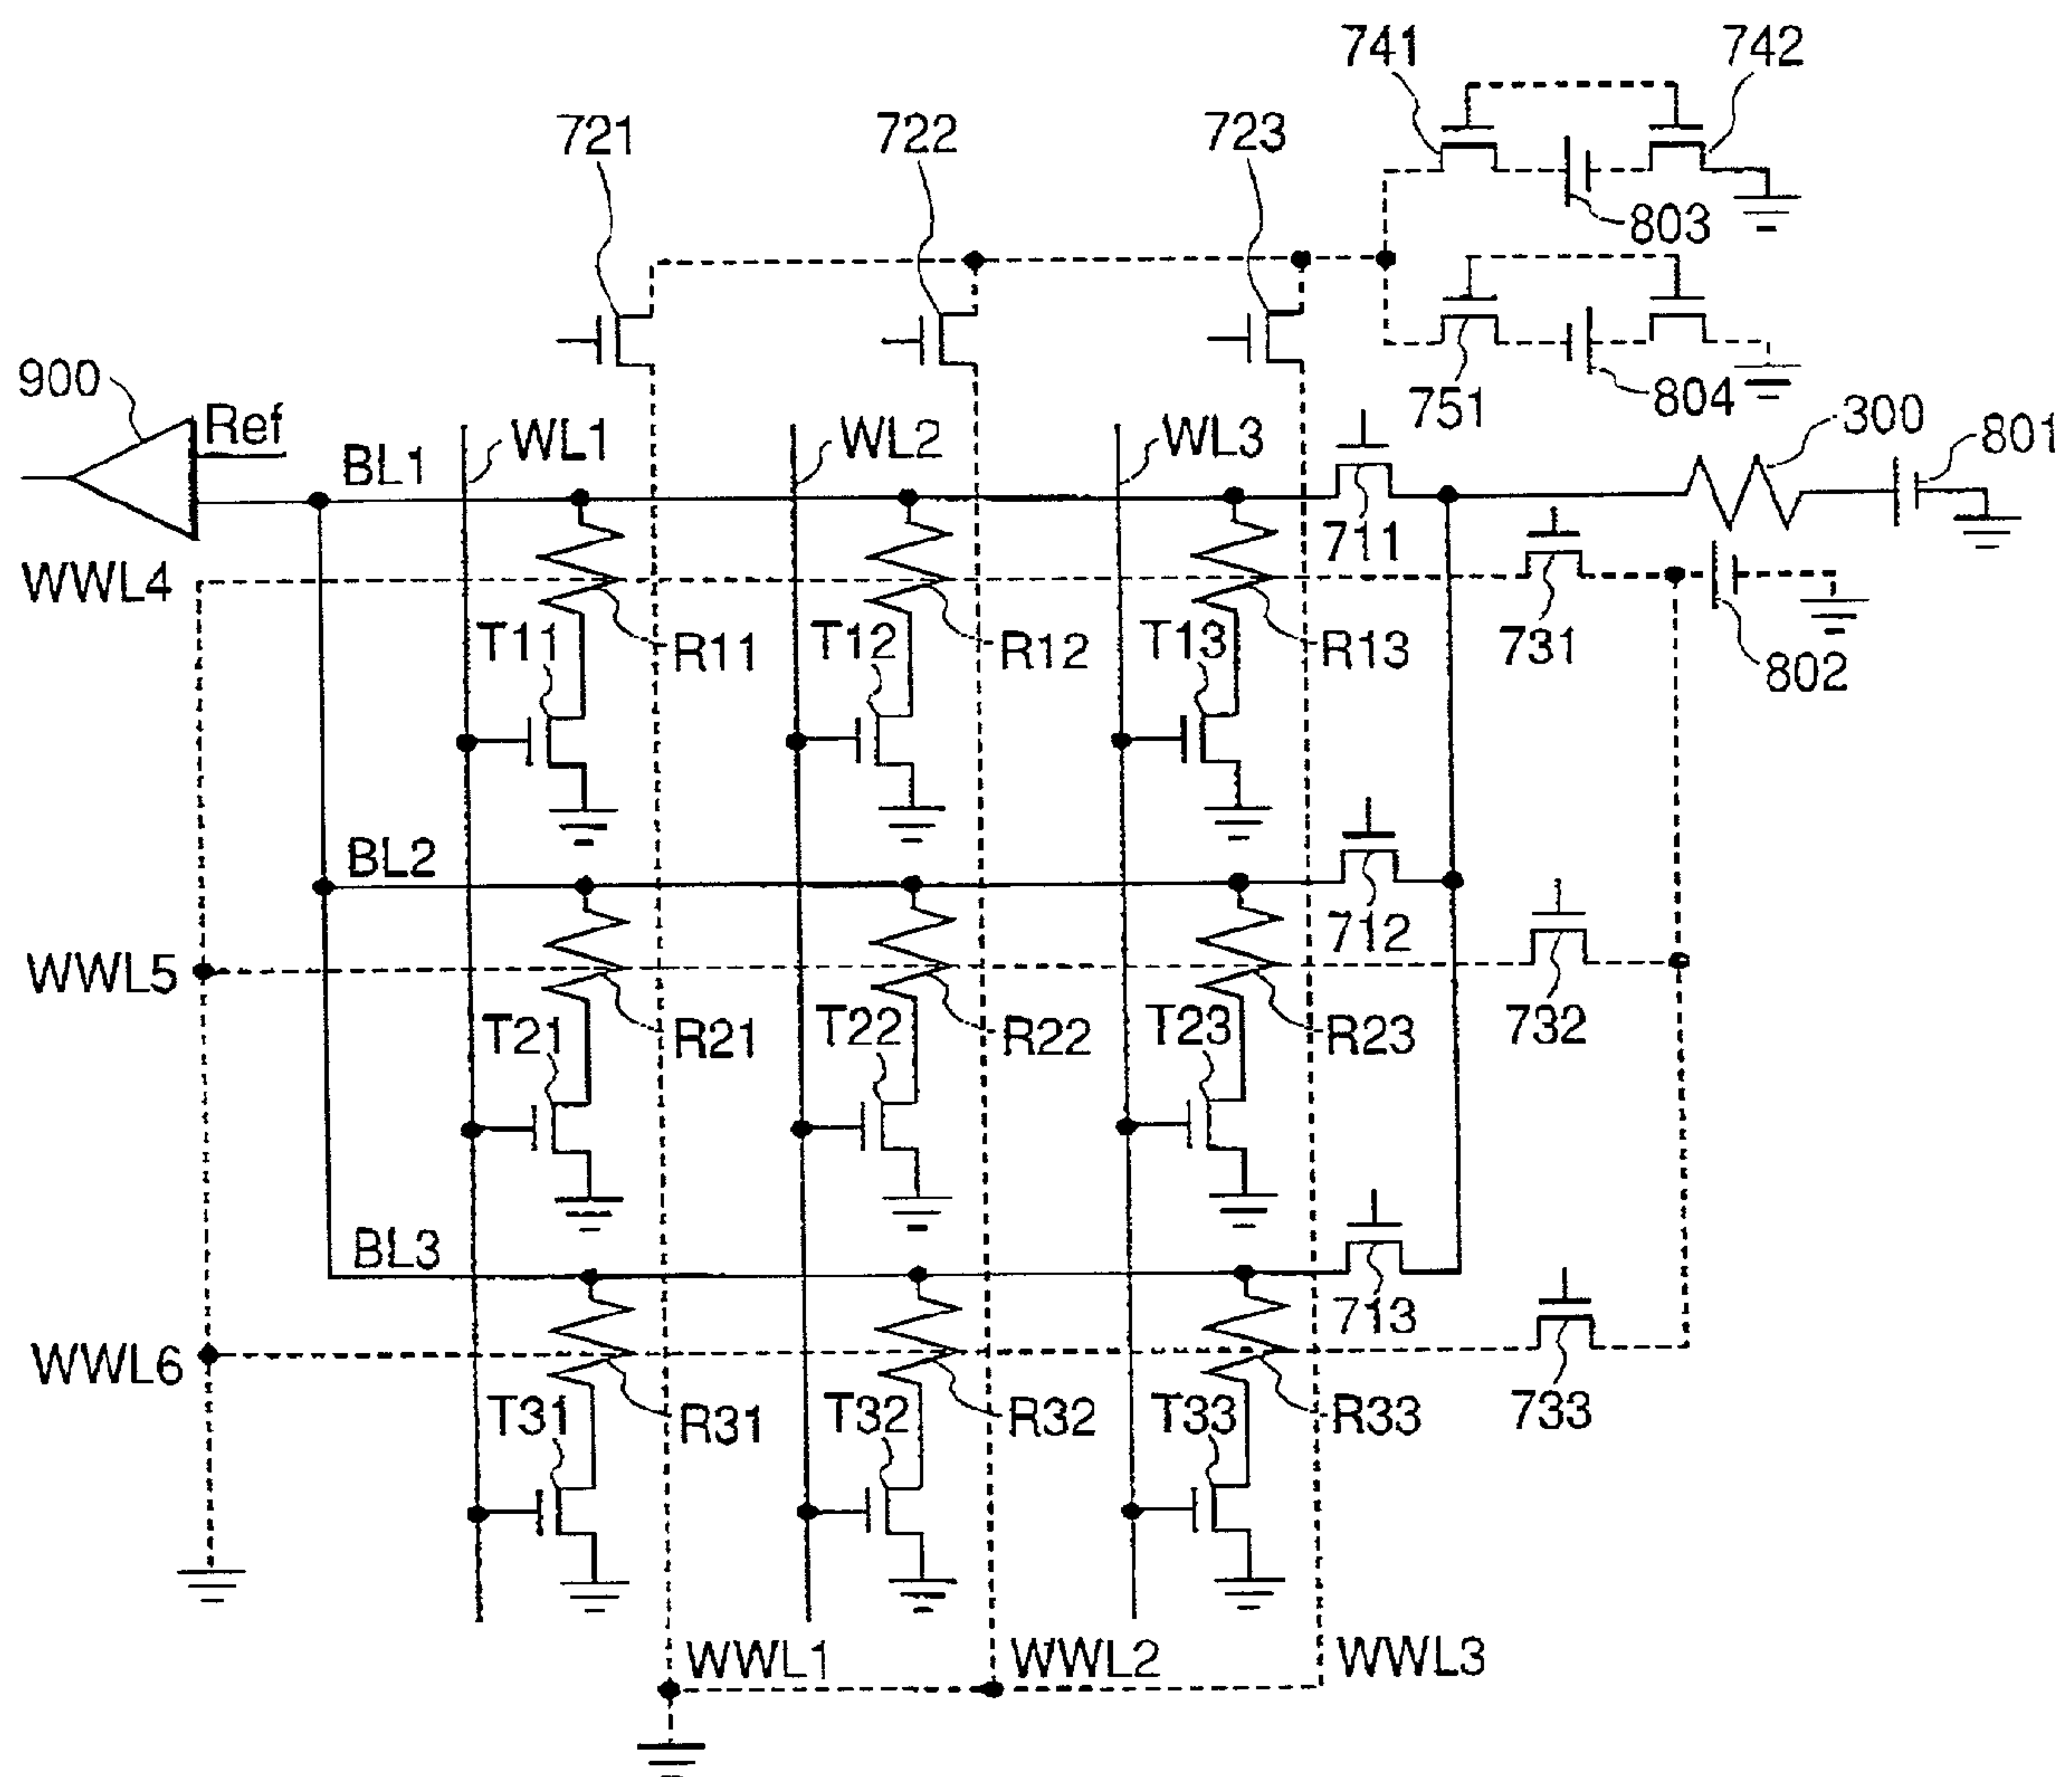 741 742
721 722 723
803
900 751 804
Ref 300 801
BL1 WL1 WL2 WL3
711
WWL4 731
T11 R11 T12 R12 T13 R13 802
BL2
712
WWL5 732
T21 R21 T22 R22 T23 R23
BL3
713
WWL6 733
T31 R31 T32 R32 T33 R33
WWL1 WWL2 WWL3